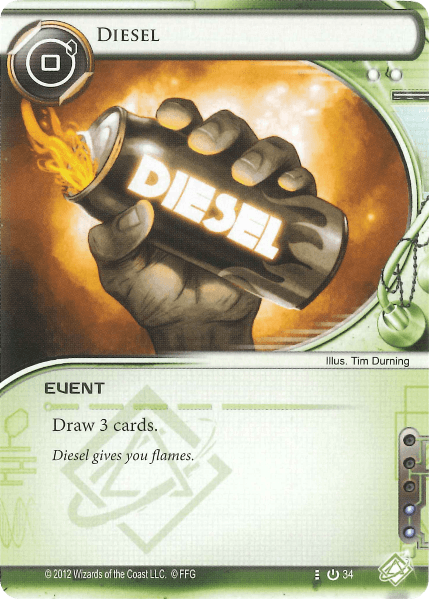 DIESEL
DIESEL
Illus. Tim Durning
EVENT
Draw 3 cards.
Diesel gives you flames.
© 2012 Wizards of the Coast LLC. © FFG
34